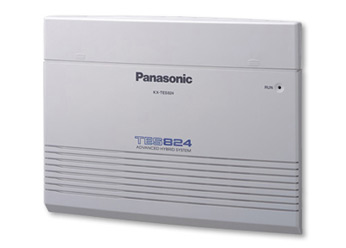 Panasonic
KX-TES824
RUN
TES824
ADVANCED HYBRID SYSTEM